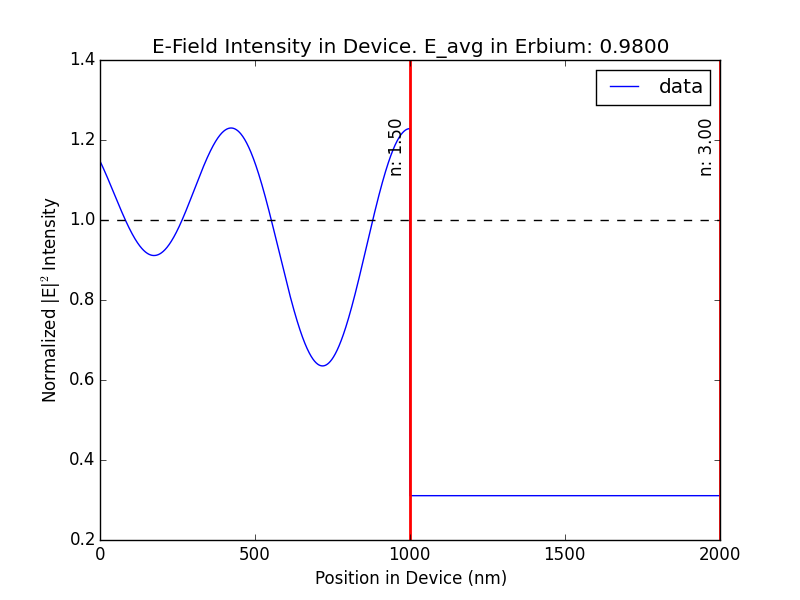 E-Field Intensity in Device. E_avg in Erbium: 0.9800
data
1.4
1.2
1.0
0.8
0.6
0.4
0.2
Normalized |E|² Intensity
n: 1.50
n: 3.00
0 500 1000 1500 2000
Position in Device (nm)